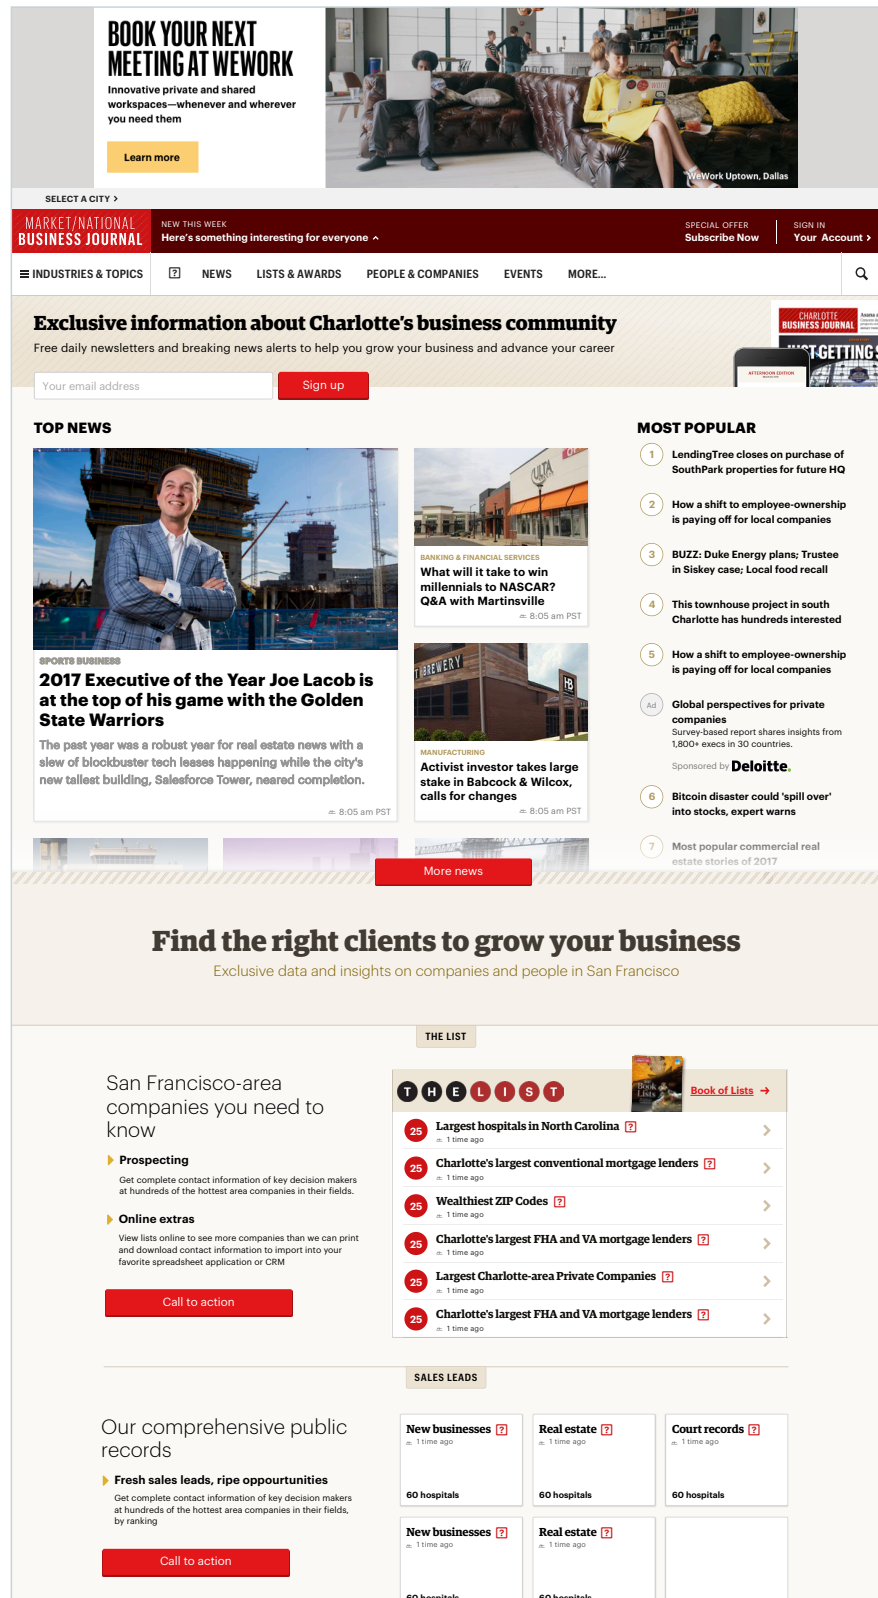 BOOK YOUR NEXT
MEETING AT WEWORK
Innovative private and shared
workspaces—whenever and wherever
you need them
Learn more
WeWork Uptown, Dallas
SELECT A CITY >
MARKET/NATIONAL
BUSINESS JOURNAL
NEW THIS WEEK
Here's something interesting for everyone
SPECIAL OFFER
Subscribe Now
SIGN IN
Your Account >
INDUSTRIES & TOPICS
?
NEWS
LISTS & AWARDS
PEOPLE & COMPANIES
EVENTS
MORE...
Exclusive information about Charlotte's business community
Free daily newsletters and breaking news alerts to help you grow your business and advance your career
Your email address
Sign up
CHARLOTTE
BUSINESS JOURNAL
JUST GETTING S
AFTERNOON EDITION
TOP NEWS
SPORTS BUSINESS
2017 Executive of the Year Joe Lacob is
at the top of his game with the Golden
State Warriors
The past year was a robust year for real estate news with a
slew of blockbuster tech leases happening while the city's
new tallest building, Salesforce Tower, neared completion.
8:05 am PST
ULTA
BANKING & FINANCIAL SERVICES
What will it take to win
millennials to NASCAR?
Q&A with Martinsville
8:05 am PST
T BREWERY
HB
MANUFACTURING
Activist investor takes large
stake in Babcock & Wilcox,
calls for changes
8:05 am PST
MOST POPULAR
1
LendingTree closes on purchase of
SouthPark properties for future HQ
2
How a shift to employee-ownership
is paying off for local companies
3
BUZZ: Duke Energy plans; Trustee
in Siskey case; Local food recall
4
This townhouse project in south
Charlotte has hundreds interested
5
How a shift to employee-ownership
is paying off for local companies
Ad
Global perspectives for private
companies
Survey-based report shares insights from
1,800+ execs in 30 countries.
Sponsored by Deloitte.
6
Bitcoin disaster could 'spill over'
into stocks, expert warns
7
Most popular commercial real
estate stories of 2017
More news
Find the right clients to grow your business
Exclusive data and insights on companies and people in San Francisco
THE LIST
San Francisco-area
companies you need to
know
Prospecting
Get complete contact information of key decision makers
at hundreds of the hottest area companies in their fields.
Online extras
View lists online to see more companies than we can print
and download contact information to import into your
favorite spreadsheet application or CRM
Call to action
THE LIST
Book of
Lists
Book of Lists →
25
Largest hospitals in North Carolina ?
1 time ago
25
Charlotte's largest conventional mortgage lenders ?
1 time ago
25
Wealthiest ZIP Codes ?
1 time ago
25
Charlotte's largest FHA and VA mortgage lenders ?
1 time ago
25
Largest Charlotte-area Private Companies ?
1 time ago
25
Charlotte's largest FHA and VA mortgage lenders ?
1 time ago
SALES LEADS
Our comprehensive public
records
Fresh sales leads, ripe oppourtunities
Get complete contact information of key decision makers
at hundreds of the hottest area companies in their fields,
by ranking
Call to action
New businesses ?
1 time ago
60 hospitals
Real estate ?
1 time ago
60 hospitals
Court records ?
1 time ago
60 hospitals
New businesses ?
1 time ago
60 hospitals
Real estate ?
1 time ago
60 hospitals